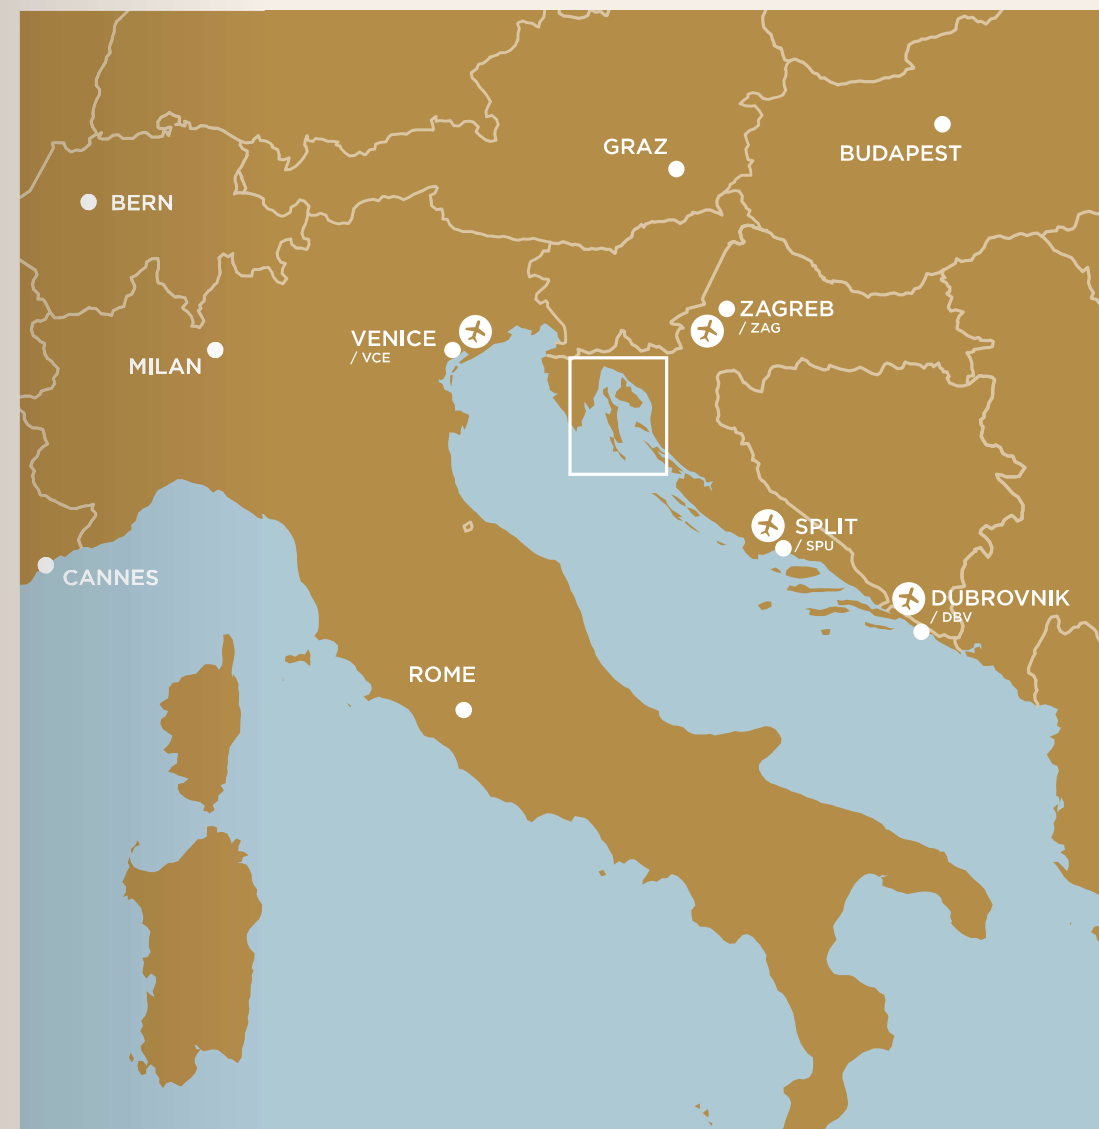 GRAZ
BUDAPEST
BERN
ZAGREB
/ ZAG
VENICE
/ VCE
MILAN
SPLIT
/ SPU
CANNES
DUBROVNIK
/ DBV
ROME